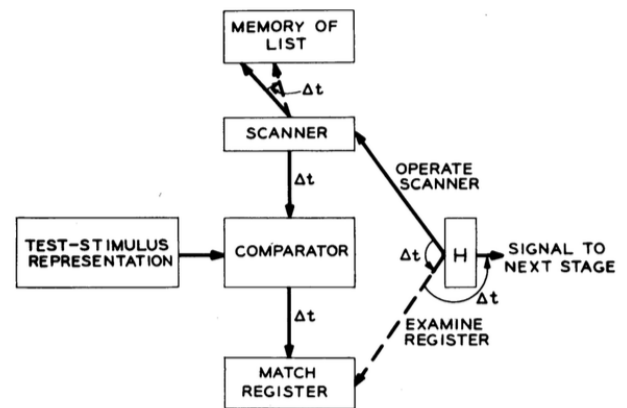 MEMORY OF
LIST
Δt
SCANNER
OPERATE
SCANNER
Δt
TEST-STIMULUS
REPRESENTATION
COMPARATOR
Δt
H
SIGNAL TO
NEXT STAGE
Δt
Δt
EXAMINE
REGISTER
MATCH
REGISTER